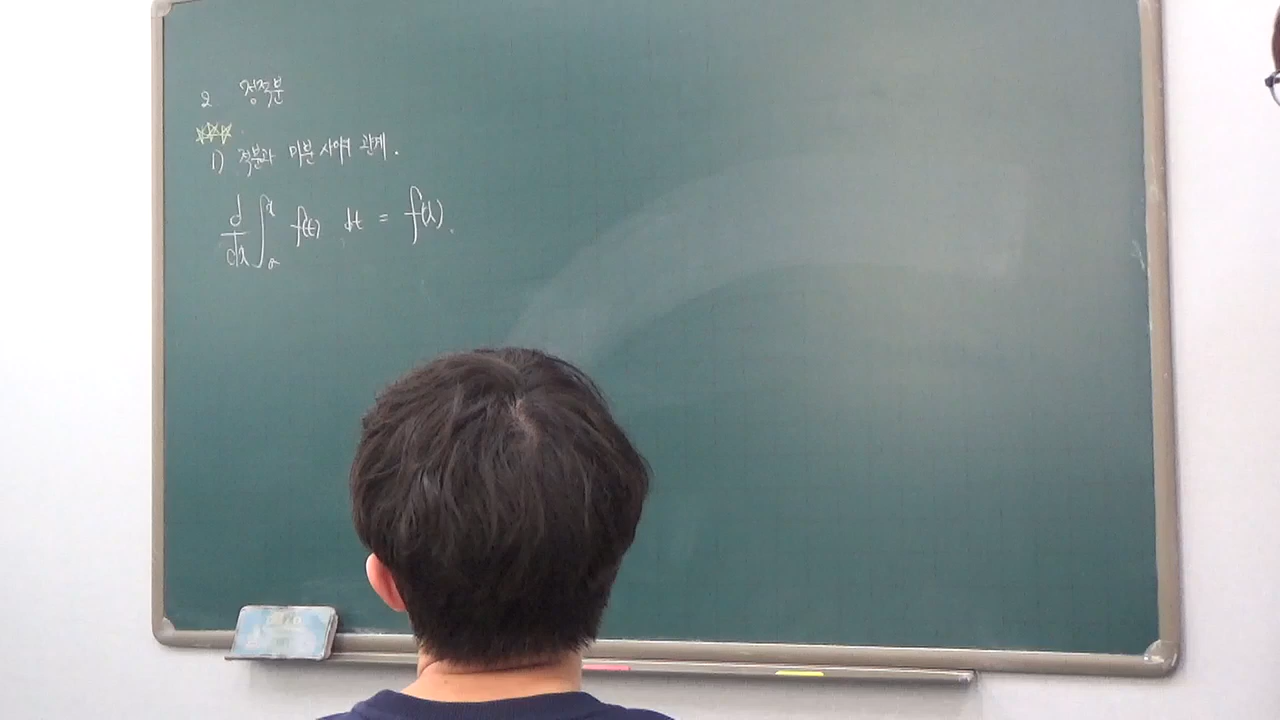 2 정적분
☆☆☆
1) 적분과 미분 사이의 관계.
d/dx ∫ₐˣ f(t) dt = f(x).